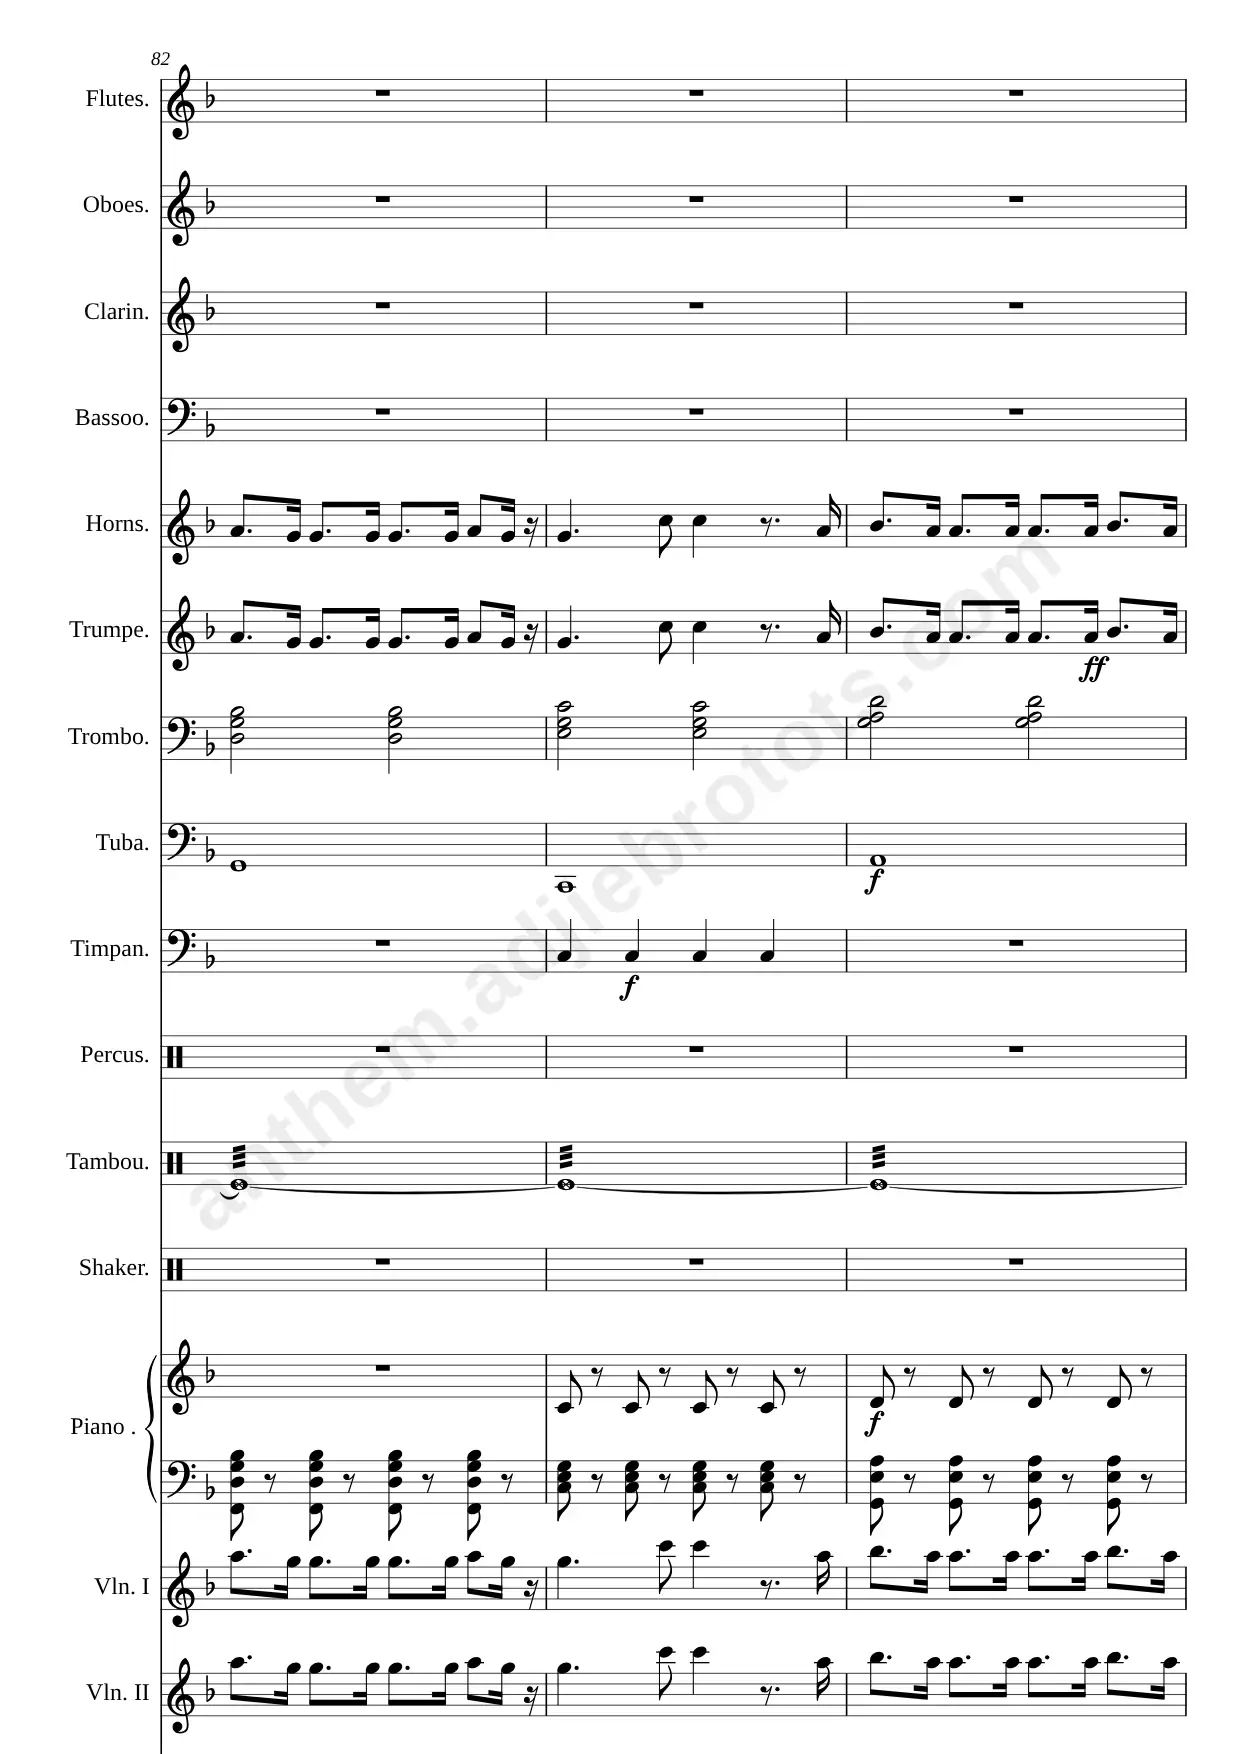 82
Flutes.
Oboes.
Clarin.
Bassoo.
Horns.
Trumpe.
ff
Trombo.
Tuba.
f
Timpan.
f
Percus.
Tambou.
Shaker.
Piano .
f
Vln. I
Vln. II
anthem.adjiebrotots.com